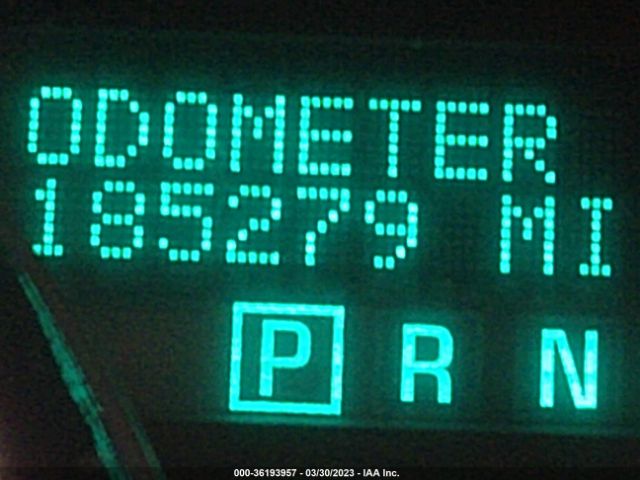 ODOMETER
185279 MI
P R N
000-36193957 - 03/30/2023 - IAA Inc.